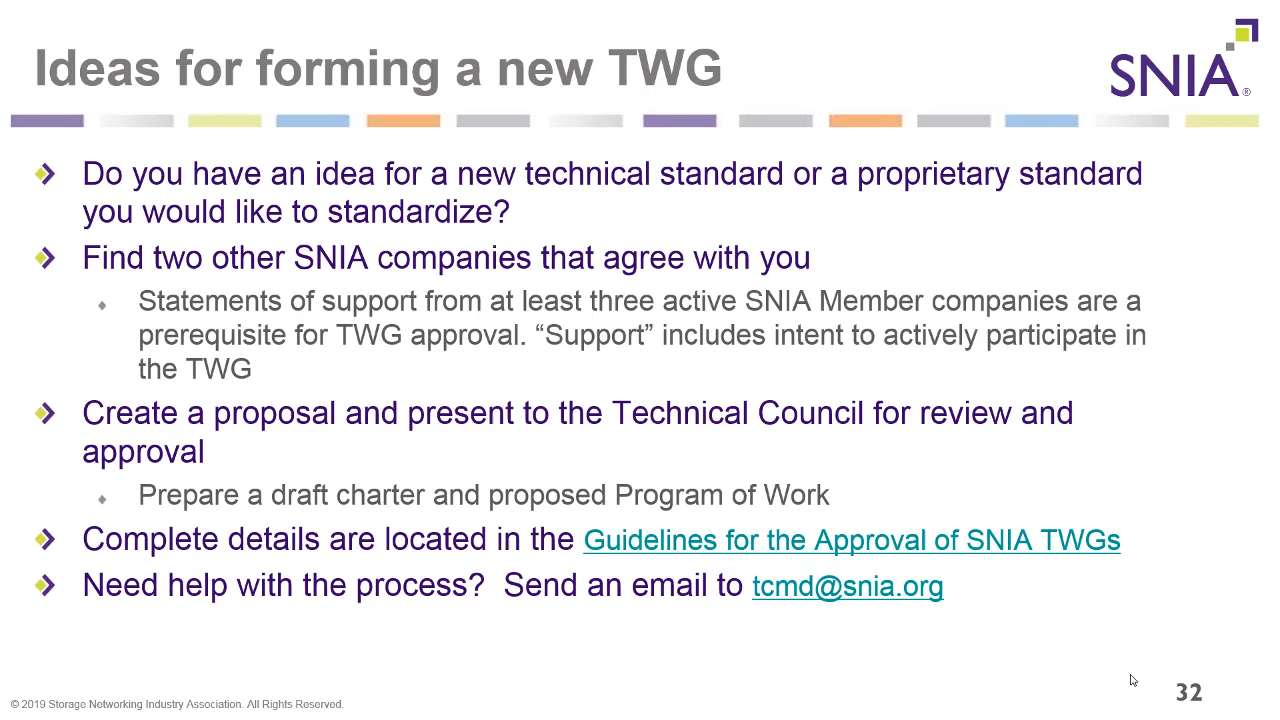 Ideas for forming a new TWG
SNIA®
Do you have an idea for a new technical standard or a proprietary standard
you would like to standardize?
Find two other SNIA companies that agree with you
Statements of support from at least three active SNIA Member companies are a
prerequisite for TWG approval. “Support” includes intent to actively participate in
the TWG
Create a proposal and present to the Technical Council for review and
approval
Prepare a draft charter and proposed Program of Work
Complete details are located in the Guidelines for the Approval of SNIA TWGs
Need help with the process?  Send an email to tcmd@snia.org
© 2019 Storage Networking Industry Association. All Rights Reserved.
32